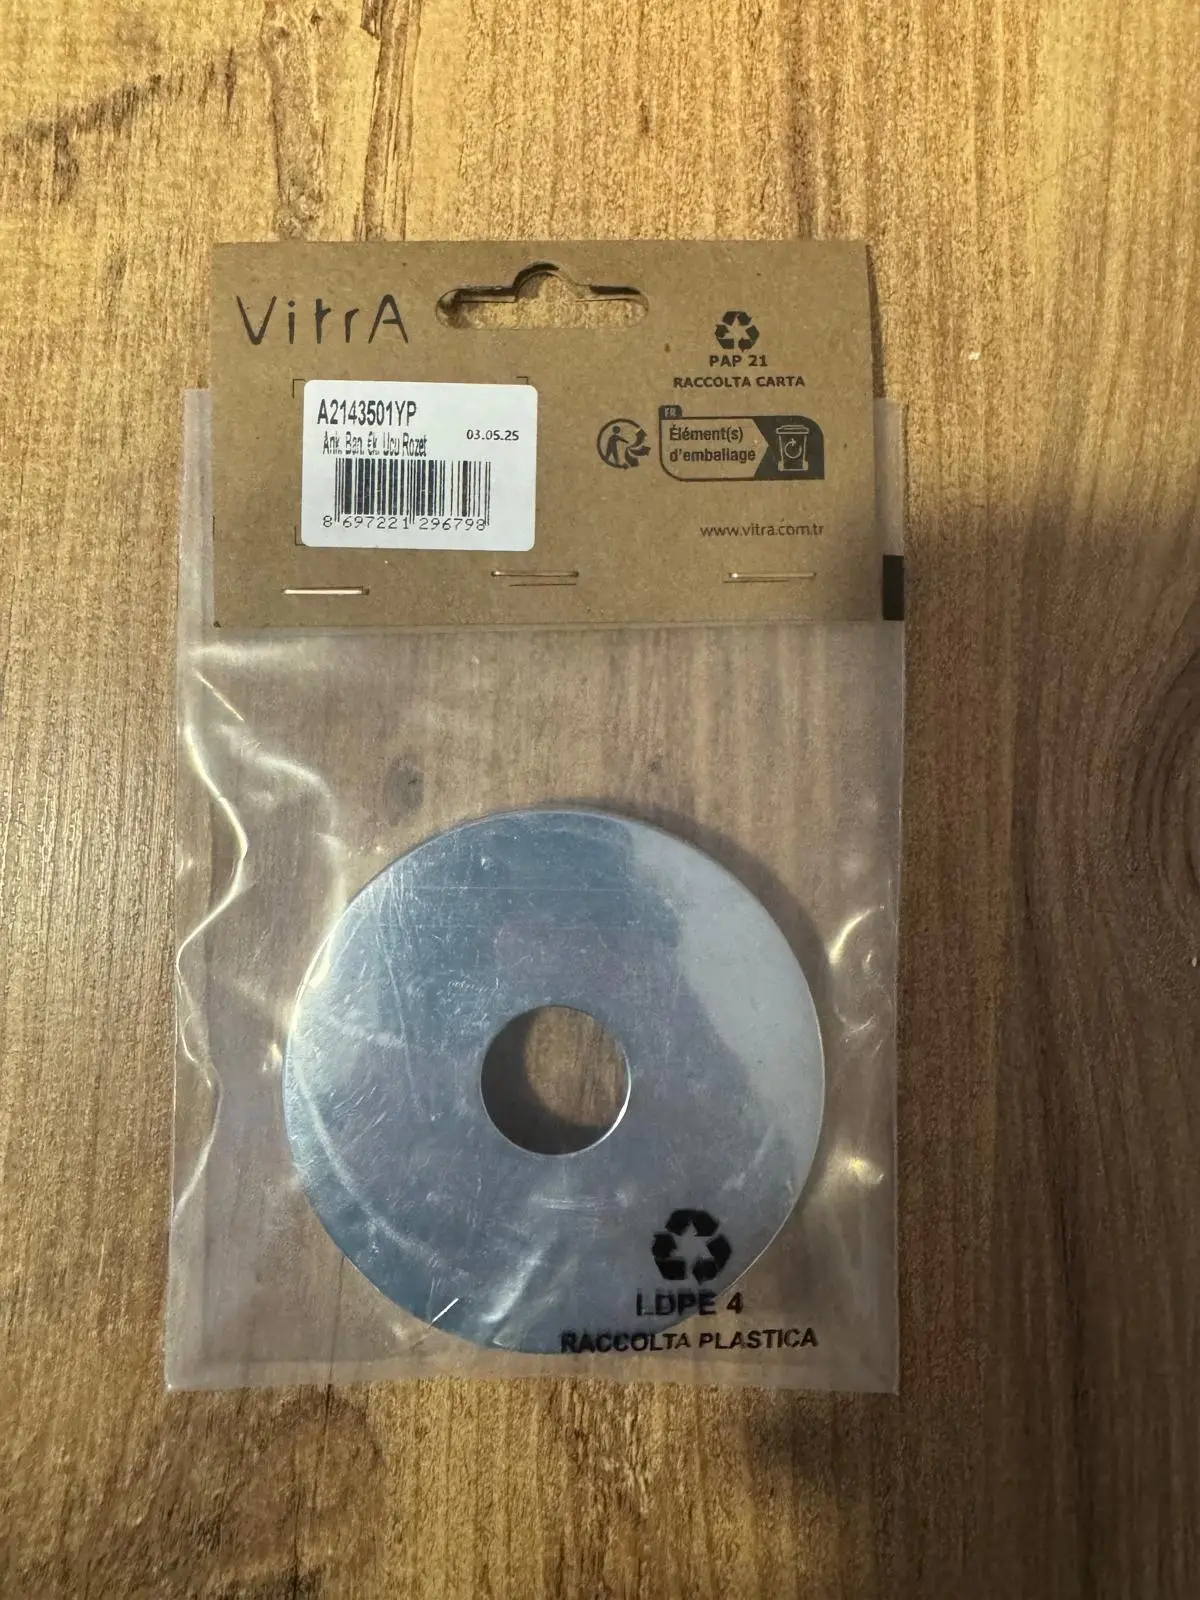 VitrA
PAP 21
RACCOLTA CARTA
A2143501YP
Ank. Ban. Ek. Ucu Rozet
03.05.25
8 697221 296798
FR
Élément(s)
d'emballage
www.vitra.com.tr
LDPE 4
RACCOLTA PLASTICA